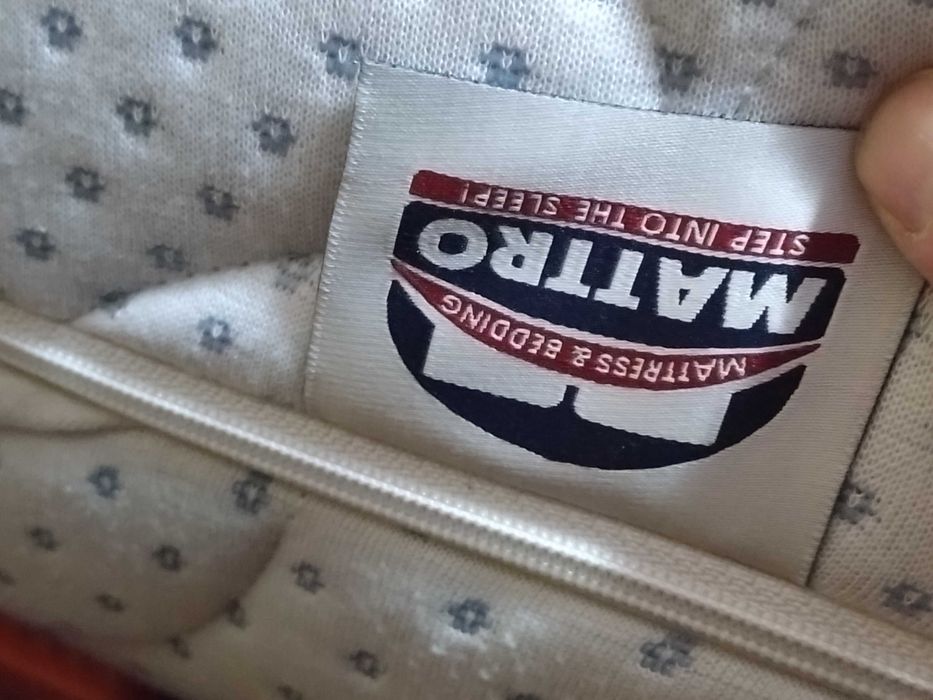 MATTRESS & BEDDING
MATTRO
STEP INTO THE SLEEP!